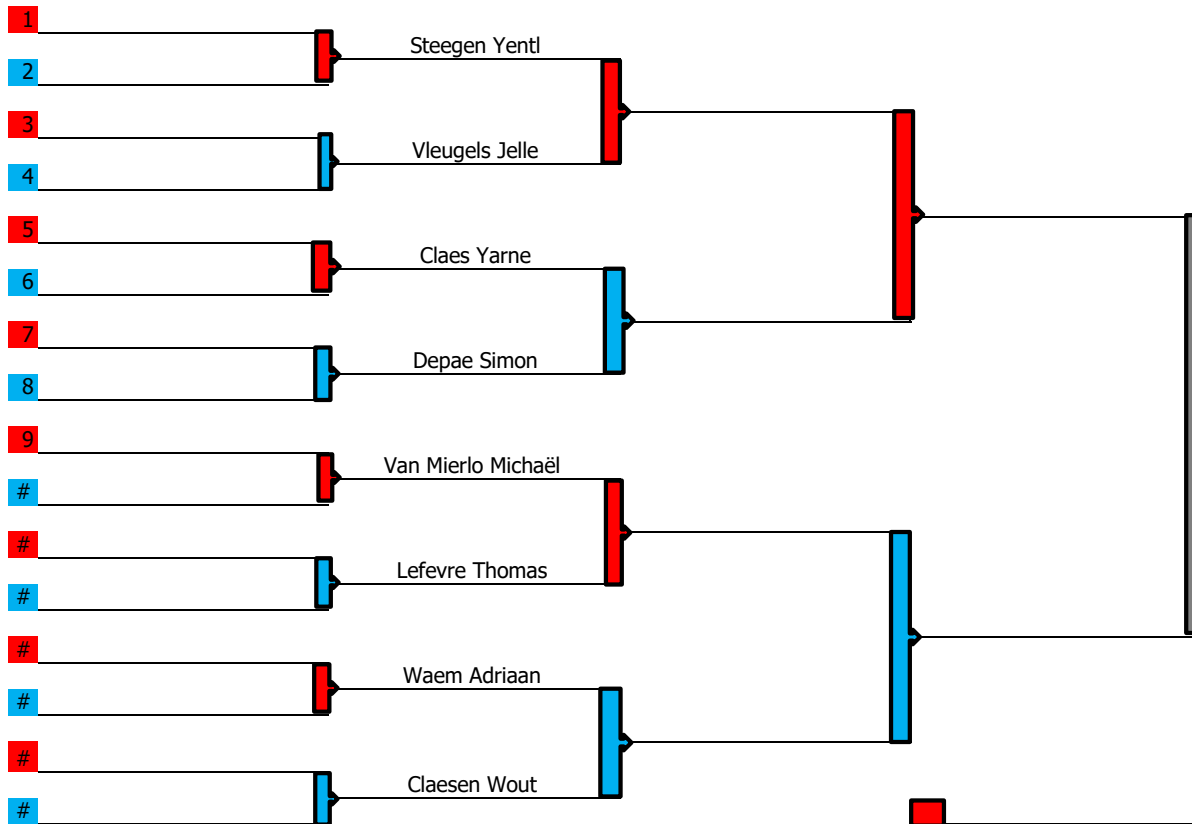 1
Steegen Yentl
2
3
Vleugels Jelle
4
5
Claes Yarne
6
7
Depae Simon
8
9
Van Mierlo Michaël
#
#
Lefevre Thomas
#
#
Waem Adriaan
#
#
Claesen Wout
#